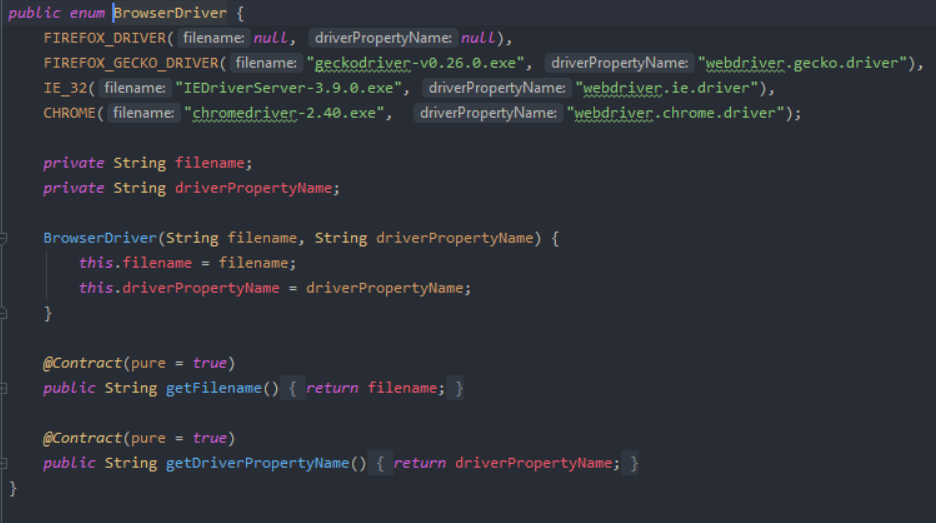 public enum BrowserDriver {
FIREFOX_DRIVER( filename: null, driverPropertyName: null),
FIREFOX_GECKO_DRIVER( filename: "geckodriver-v0.26.0.exe", driverPropertyName: "webdriver.gecko.driver"),
IE_32( filename: "IEDriverServer-3.9.0.exe", driverPropertyName: "webdriver.ie.driver"),
CHROME( filename: "chromedriver-2.40.exe", driverPropertyName: "webdriver.chrome.driver");
private String filename;
private String driverPropertyName;
BrowserDriver(String filename, String driverPropertyName) {
this.filename = filename;
this.driverPropertyName = driverPropertyName;
}
@Contract(pure = true)
public String getFilename() { return filename; }
@Contract(pure = true)
public String getDriverPropertyName() { return driverPropertyName; }
}